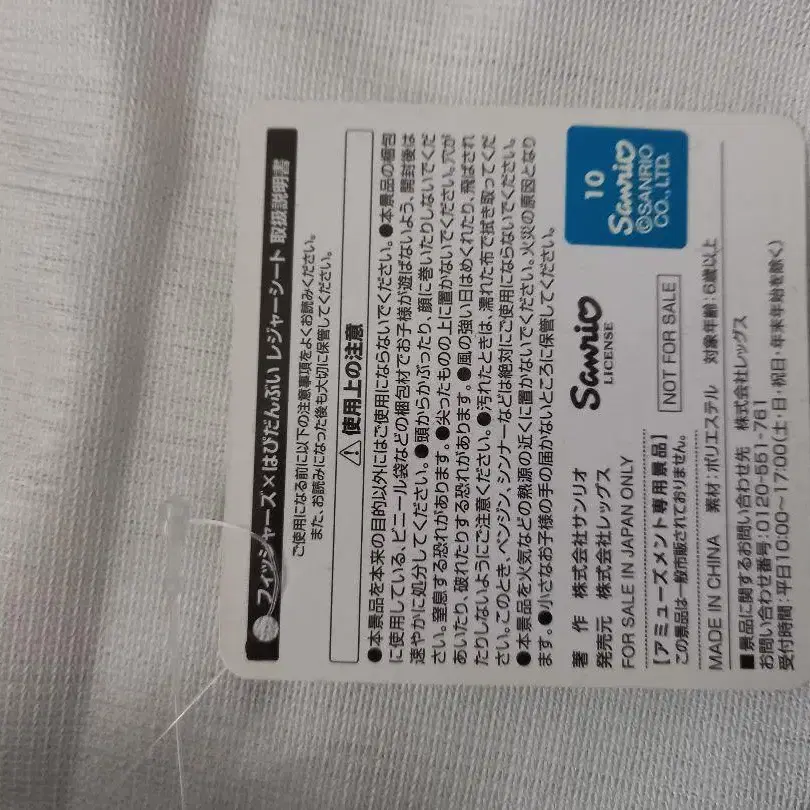 フィッシャーズ×はぴだんぶい レジャーシート 取扱説明書
ご使用になる前に以下の注意事項をよくお読みください。
また、お読みになった後も大切に保管してください。
使用上の注意
●本景品を本来の目的以外にはご使用にならないでください。●本景品の梱包
に使用している、ビニール袋などの梱包材でお子様が遊ばないよう、開封後は
速やかに処分してください。●頭からかぶったり、顔に巻いたりしないでくだ
さい。窒息する恐れがあります。●尖ったものの上に置かないでください。穴が
あいたり、破れたりする恐れがあります。●風の強い日はめくれたり、飛ばされ
たりしないようにご注意ください。●汚れたときは、濡れた布で拭き取ってくだ
さい。このとき、ベンジン、シンナーなどは絶対にご使用にならないでください。
●本景品を火気などの熱源の近くに置かないでください。火災の原因となり
ます。●小さなお子様の手の届かないところに保管してください。
著 作 株式会社サンリオ
発売元 株式会社レッグス
FOR SALE IN JAPAN ONLY
Sanrio
LICENSE
10
Sanrio
©SANRIO
CO., LTD.
【アミューズメント専用景品】
この景品は一般市販されておりません。
NOT FOR SALE
MADE IN CHINA 素材:ポリエステル 対象年齢:6歳以上
■景品に関するお問い合わせ先 株式会社レッグス
お問い合わせ番号:0120-551-761
受付時間:平日10:00~17:00(土・日・祝日・年末年始を除く)